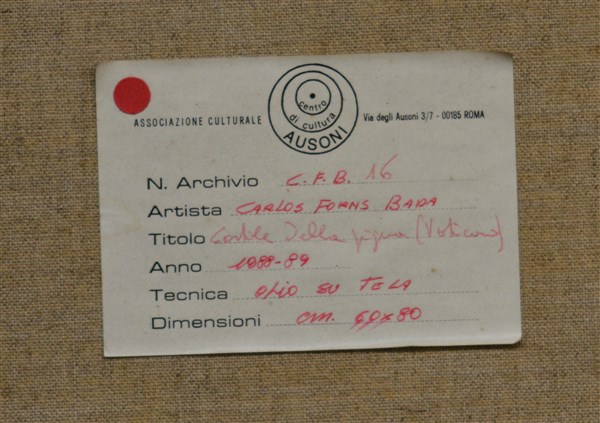 ASSOCIAZIONE CULTURALE
centro
di cultura
AUSONI
Via degli Ausoni 3/7 - 00185 ROMA
N. Archivio C.F.B. 16
Artista CARLOS FORNS BADA
Titolo Cortile Della pigna (Vaticano)
Anno 1988-89
Tecnica olio su TELA
Dimensioni cm. 60x80